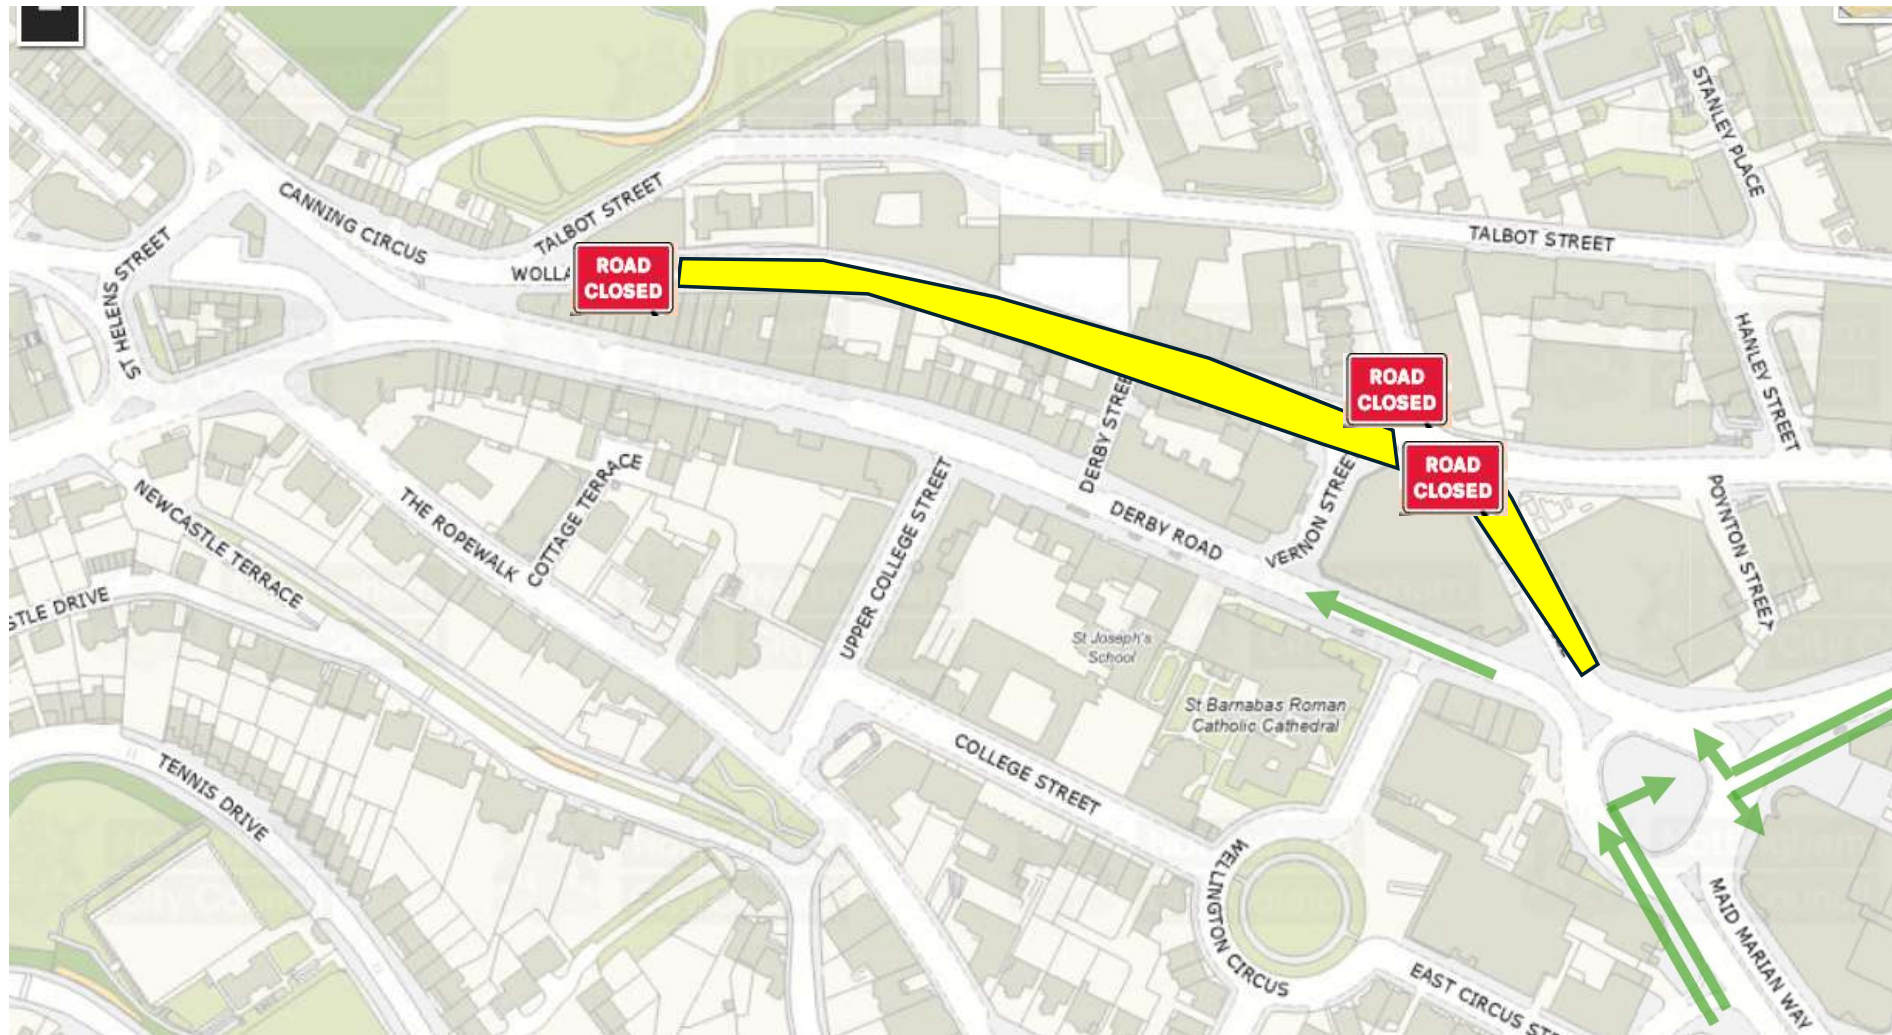 STANLEY PLACE
CANNING CIRCUS
TALBOT STREET
TALBOT STREET
ST HELENS STREET
WOLLA
ROAD
CLOSED
HANLEY STREET
ROAD
CLOSED
DERBY STREET
ROAD
CLOSED
VERNON STREET
DERBY ROAD
POYNTON STREET
NEWCASTLE TERRACE
THE ROPEWALK
COTTAGE TERRACE
UPPER COLLEGE STREET
STLE DRIVE
St Joseph's
School
St Barnabas Roman
Catholic Cathedral
COLLEGE STREET
TENNIS DRIVE
WELLINGTON CIRCUS
MAID MARIAN WAY
EAST CIRCUS ST